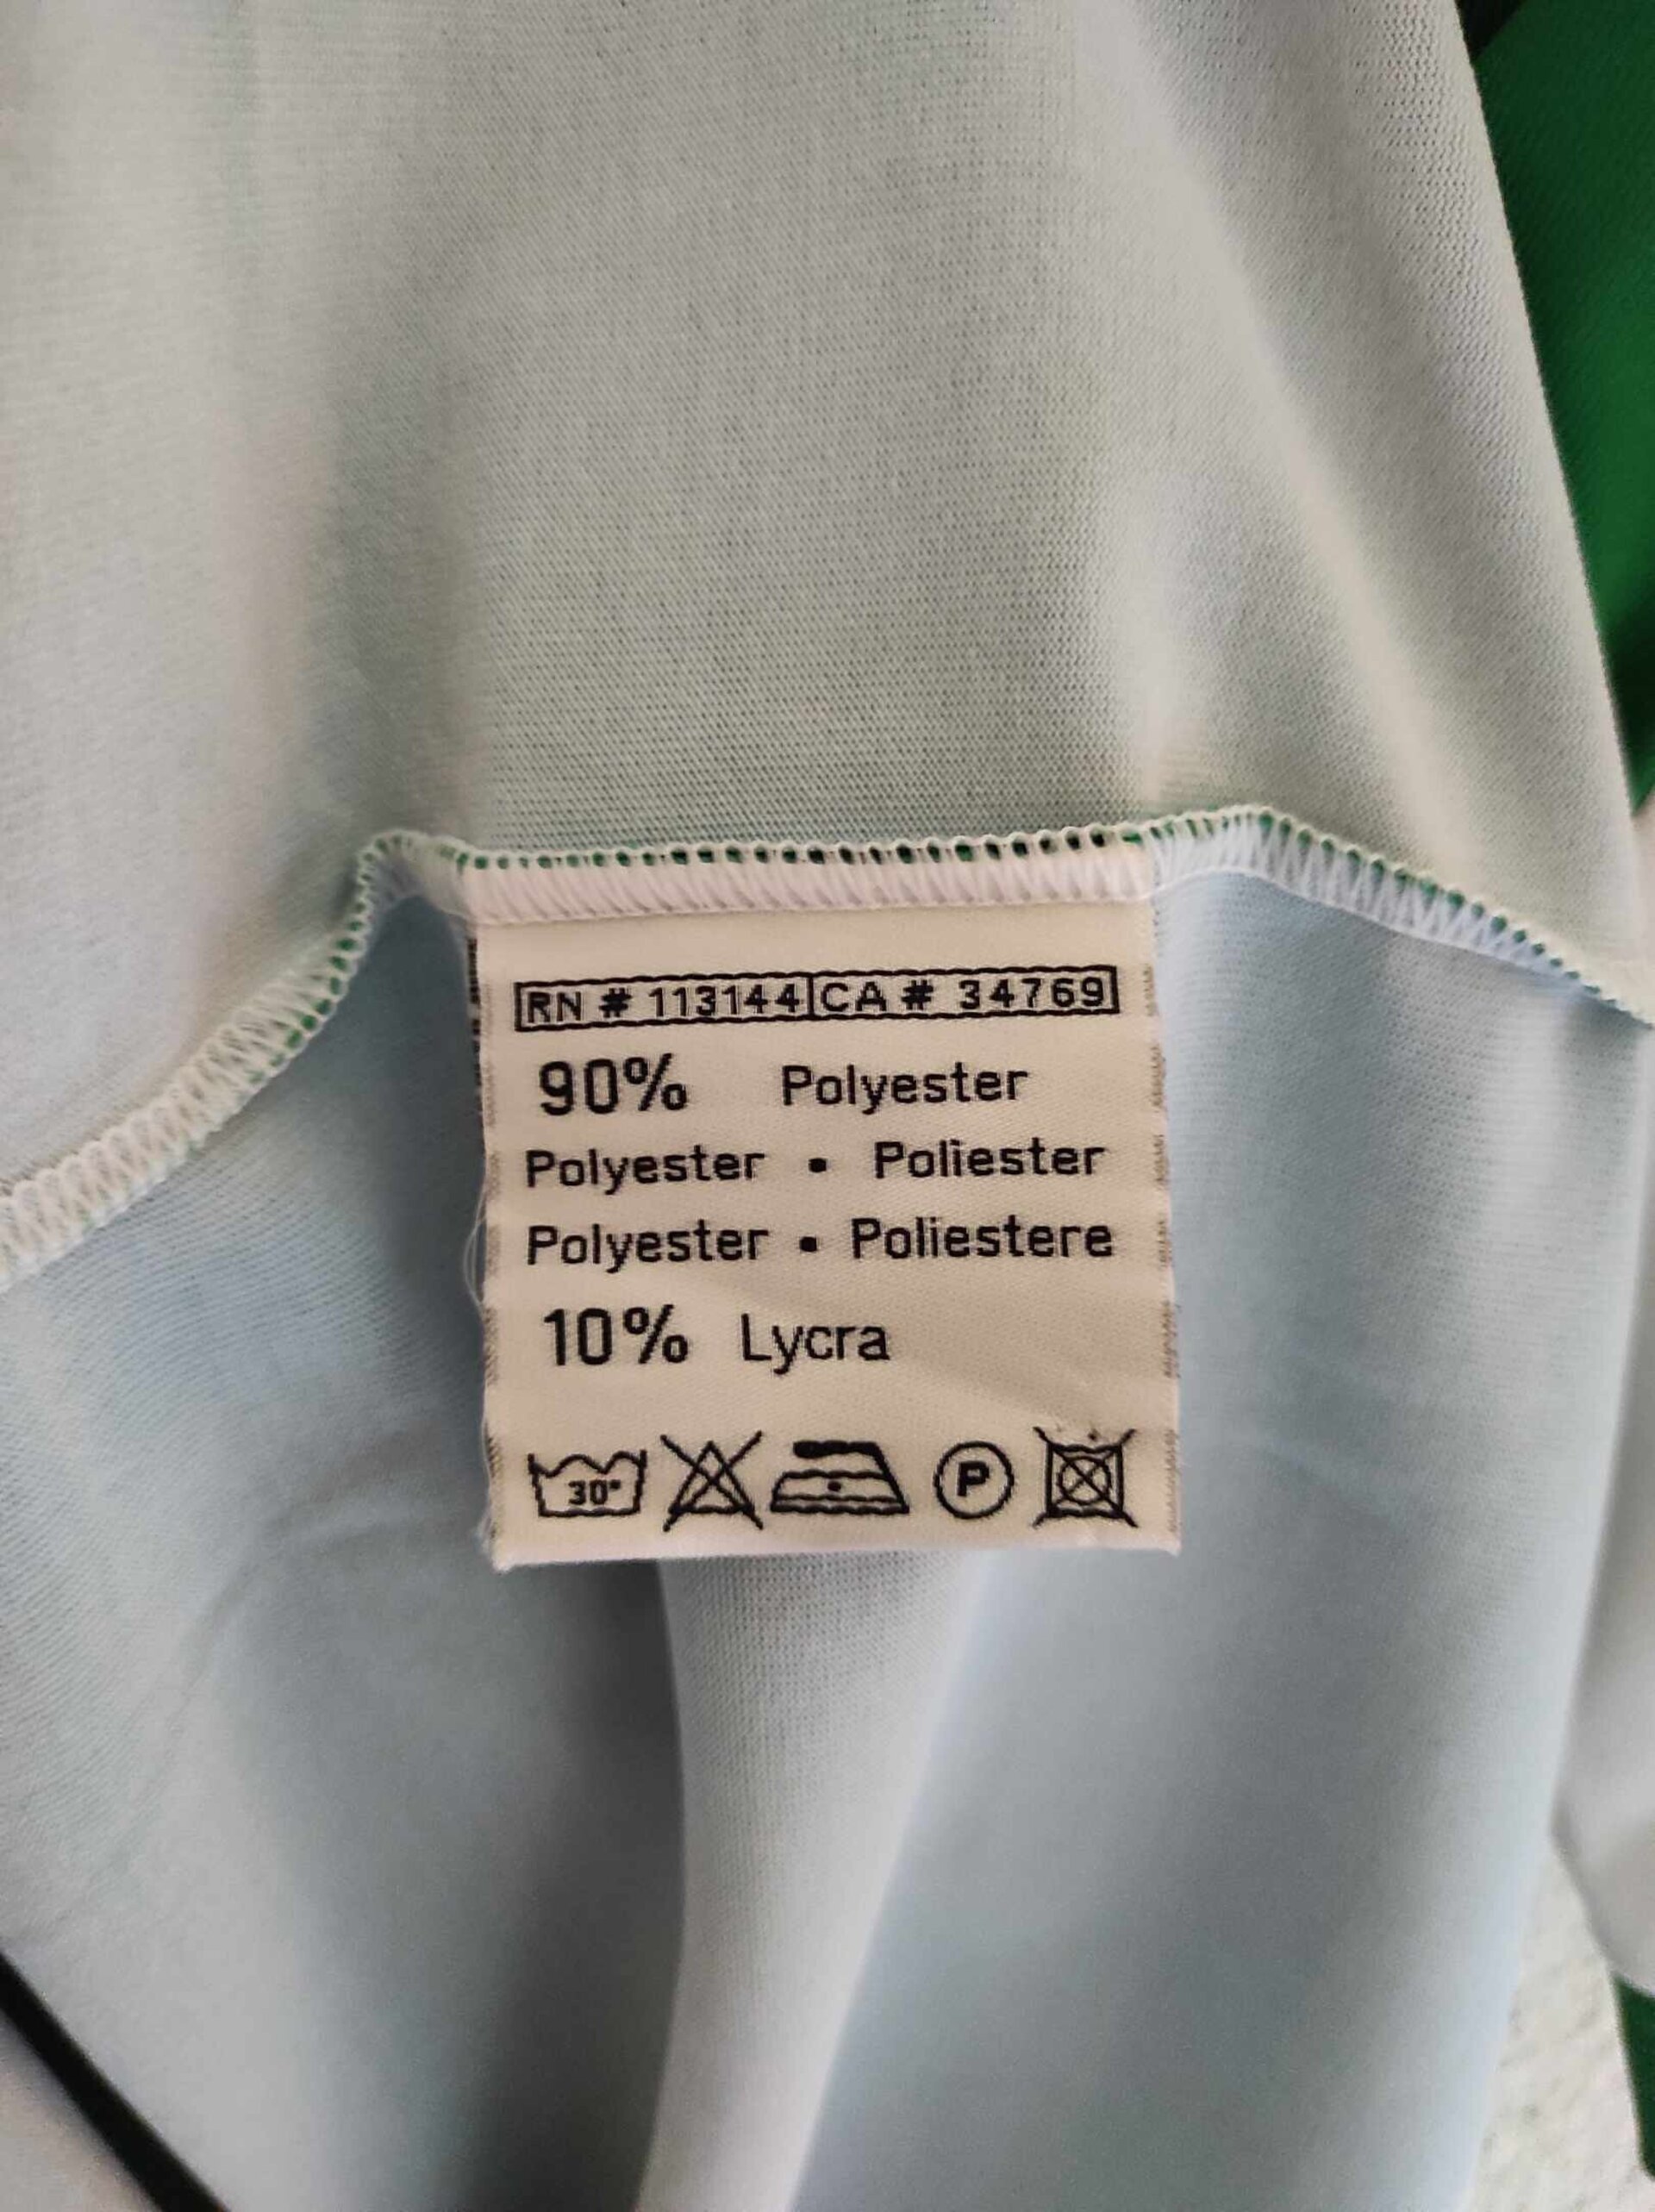 RN # 113144 CA # 34769
90% Polyester
Polyester • Poliester
Polyester • Poliestere
10% Lycra
30° P